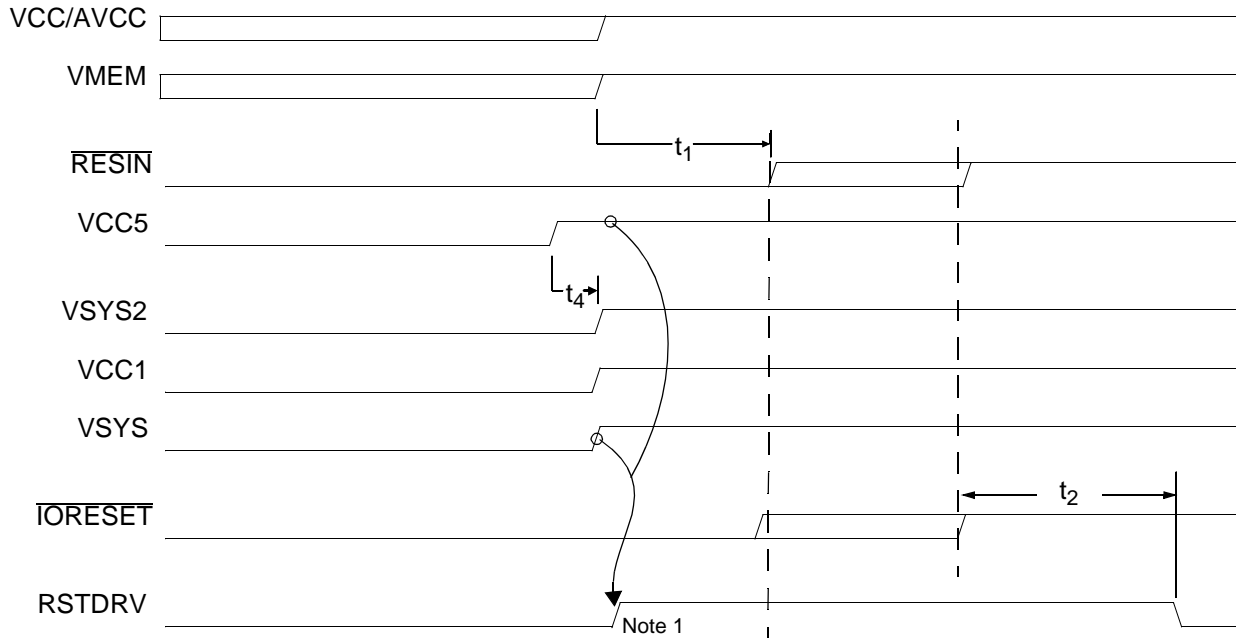 VCC/AVCC
VMEM
t1
RESIN
VCC5
t4
VSYS2
VCC1
VSYS
t2
IORESET
RSTDRV
Note 1